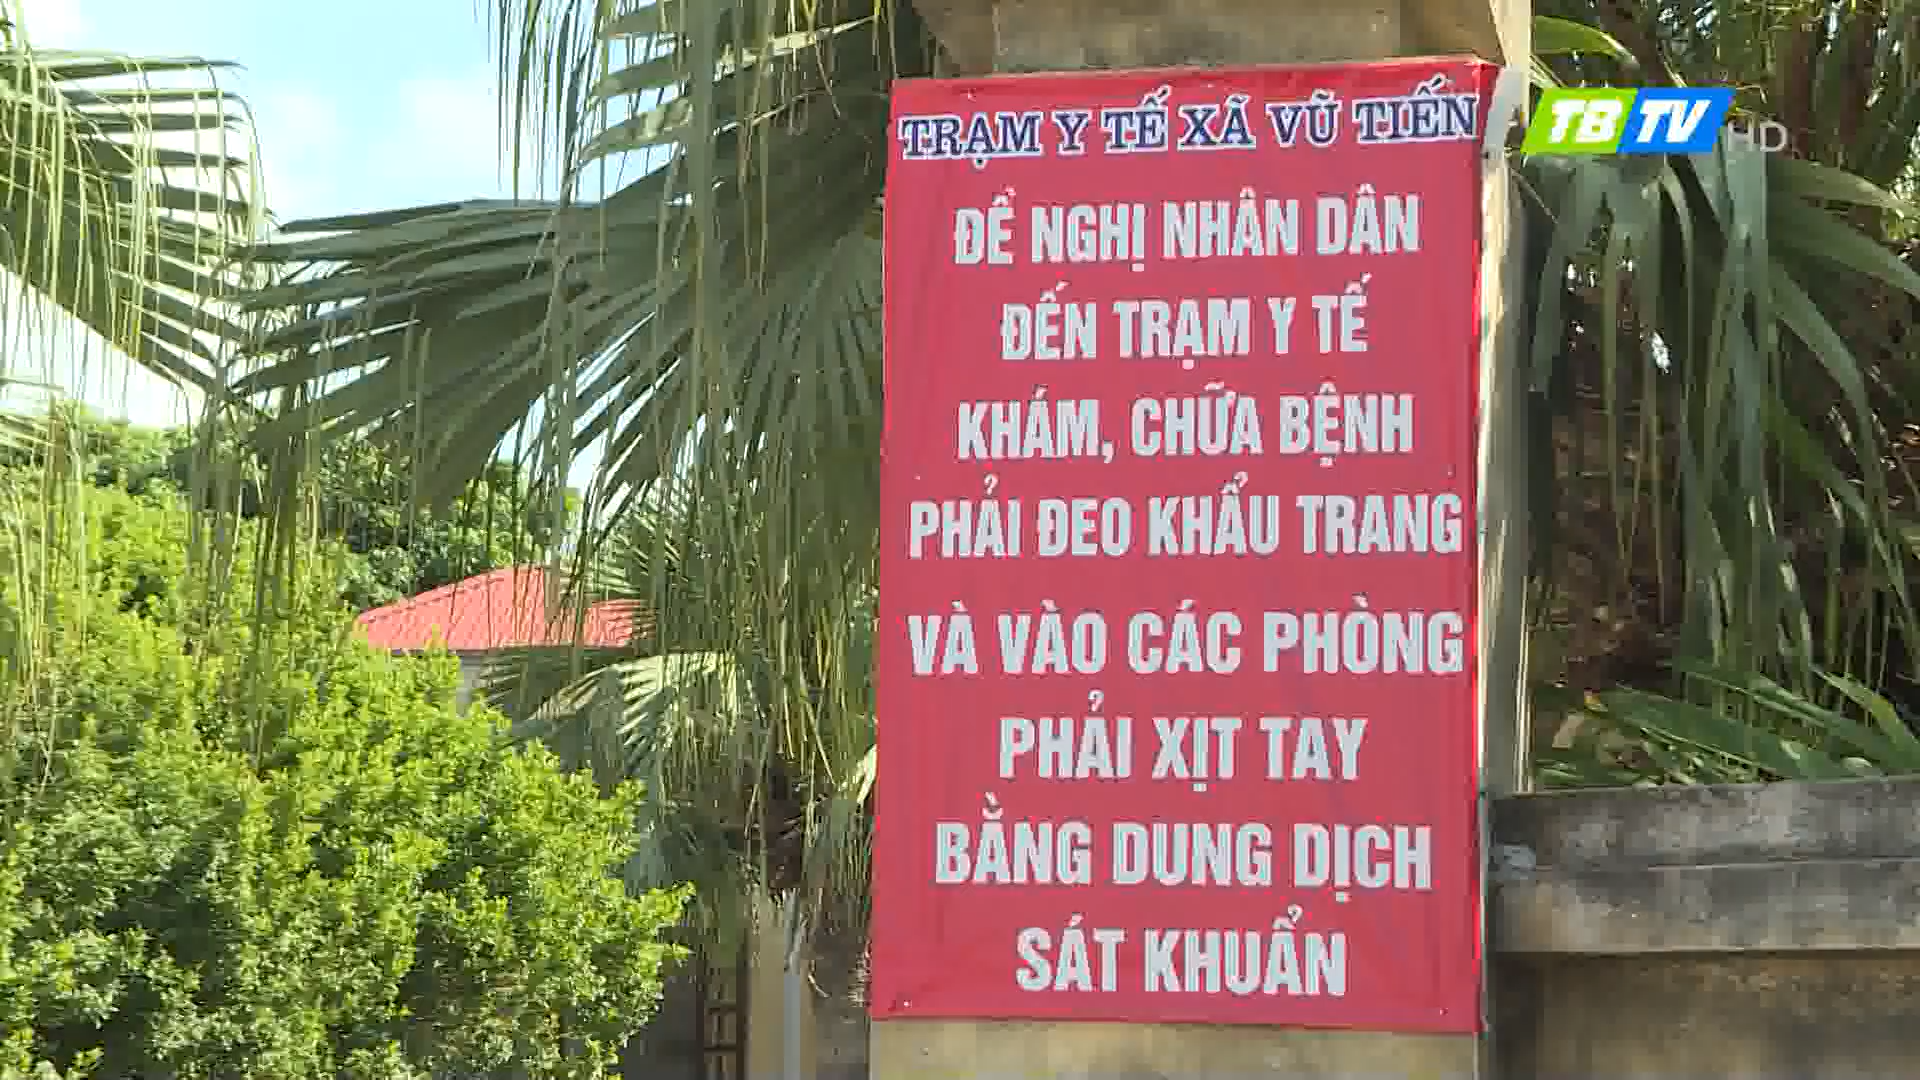 TRẠM Y TẾ XÃ VŨ TIẾN
TBTV HD
ĐỀ NGHỊ NHÂN DÂN
ĐẾN TRẠM Y TẾ
KHÁM, CHỮA BỆNH
PHẢI ĐEO KHẨU TRANG
VÀ VÀO CÁC PHÒNG
PHẢI XỊT TAY
BẰNG DUNG DỊCH
SÁT KHUẨN